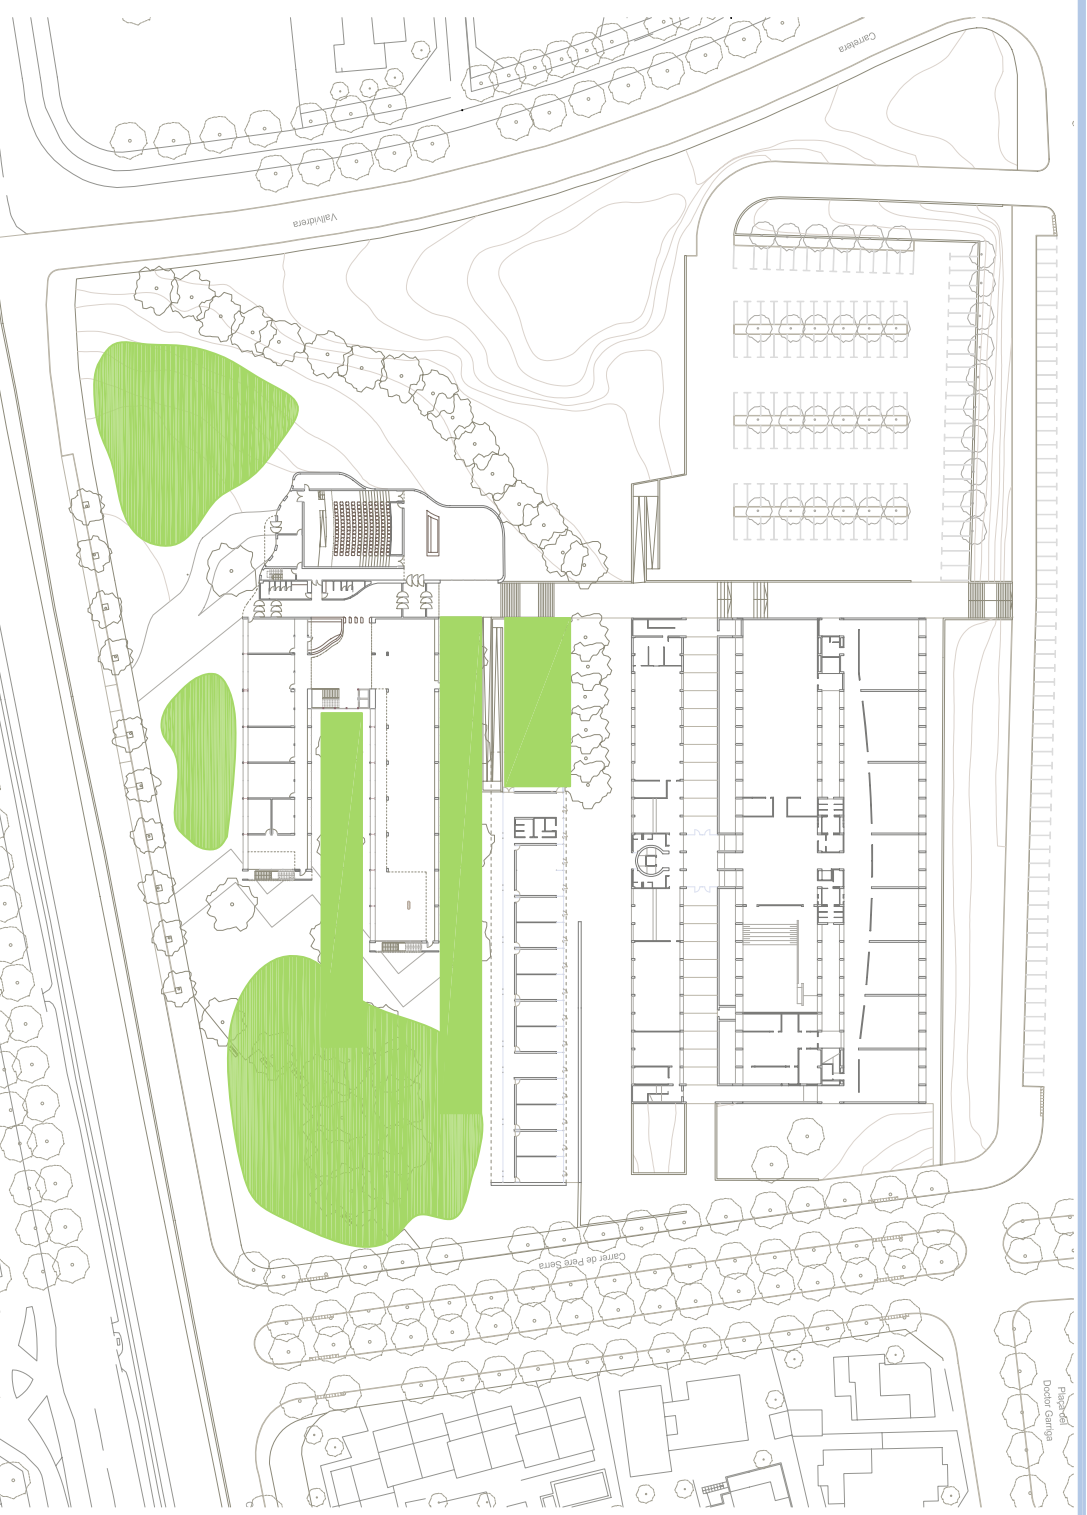 Carretera
Vallvidrera
Carrer de Pere Serra
Plaça del
Doctor Garriga